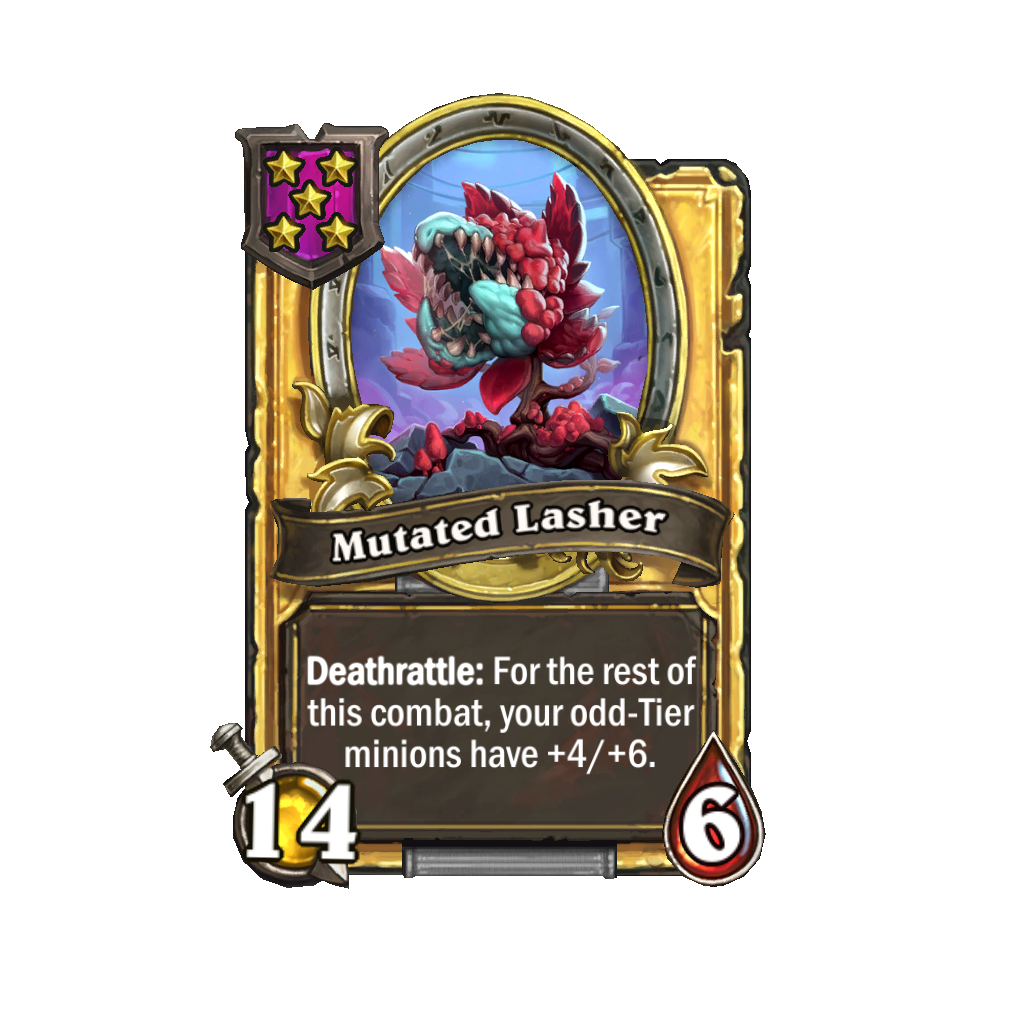 Mutated Lasher
Deathrattle: For the rest of
this combat, your odd-Tier
minions have +4/+6.
14
6